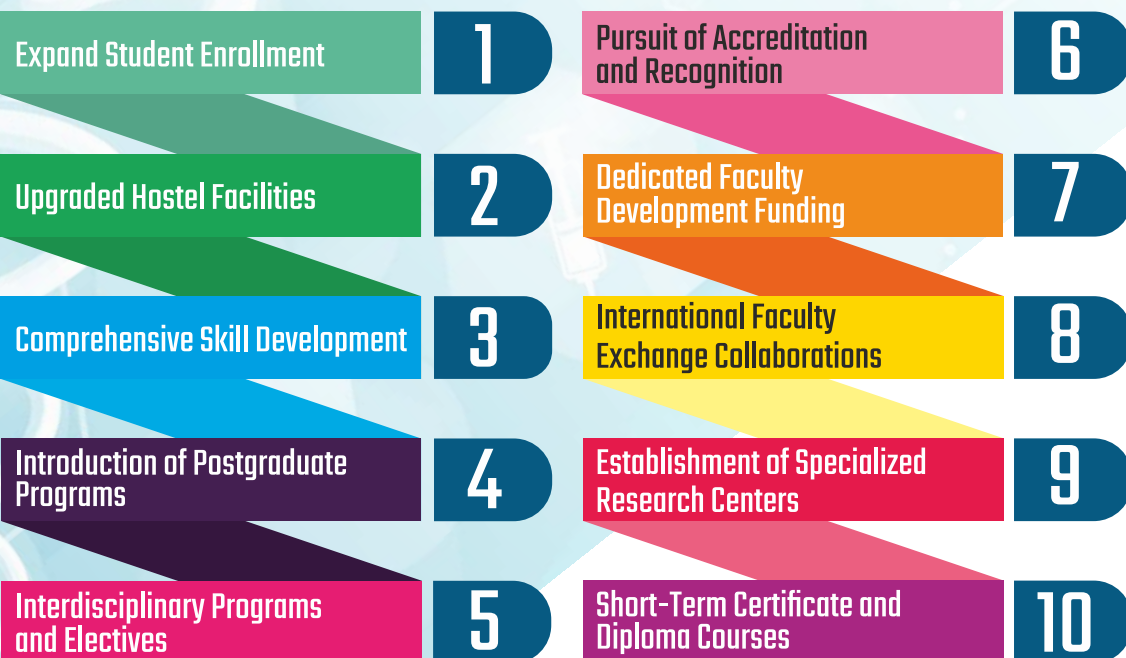 Expand Student Enrollment
1
Upgraded Hostel Facilities
2
Comprehensive Skill Development
3
Introduction of Postgraduate
Programs
4
Interdisciplinary Programs
and Electives
5
Pursuit of Accreditation
and Recognition
6
Dedicated Faculty
Development Funding
7
International Faculty
Exchange Collaborations
8
Establishment of Specialized
Research Centers
9
Short-Term Certificate and
Diploma Courses
10